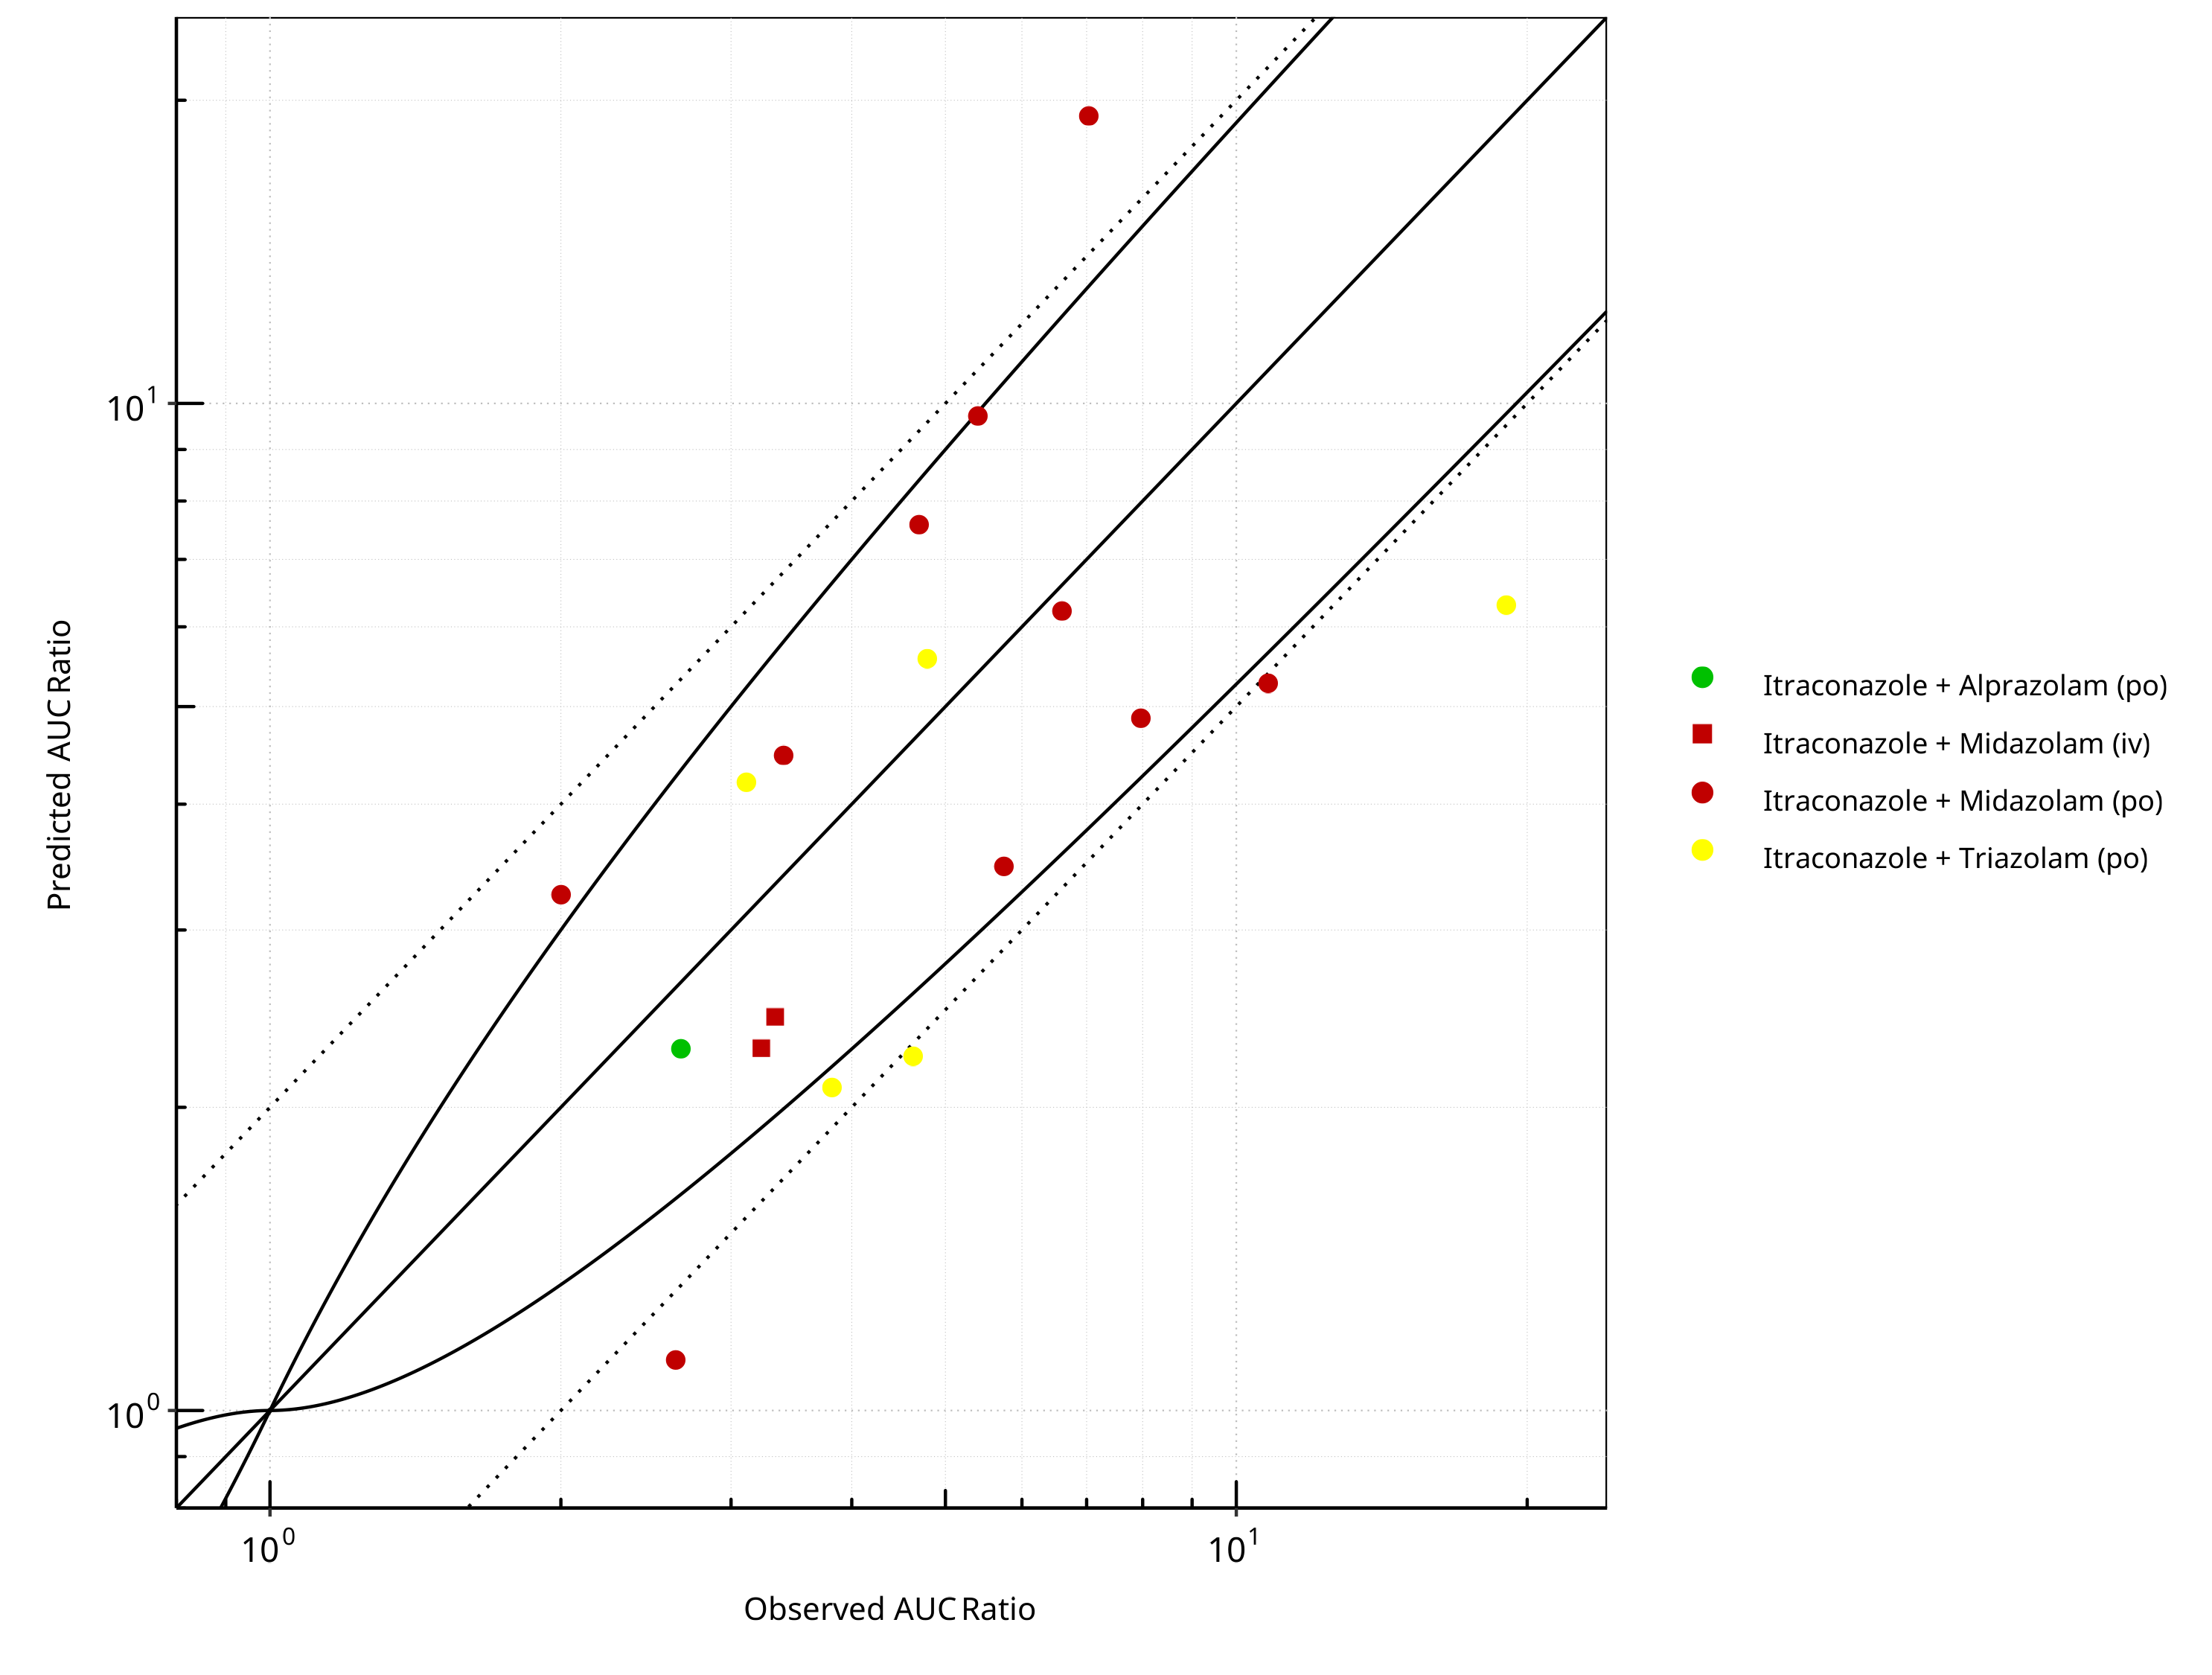 Predicted AUC Ratio
10^1
10^0
10^0 10^1
Observed AUC Ratio
Itraconazole + Alprazolam (po)
Itraconazole + Midazolam (iv)
Itraconazole + Midazolam (po)
Itraconazole + Triazolam (po)